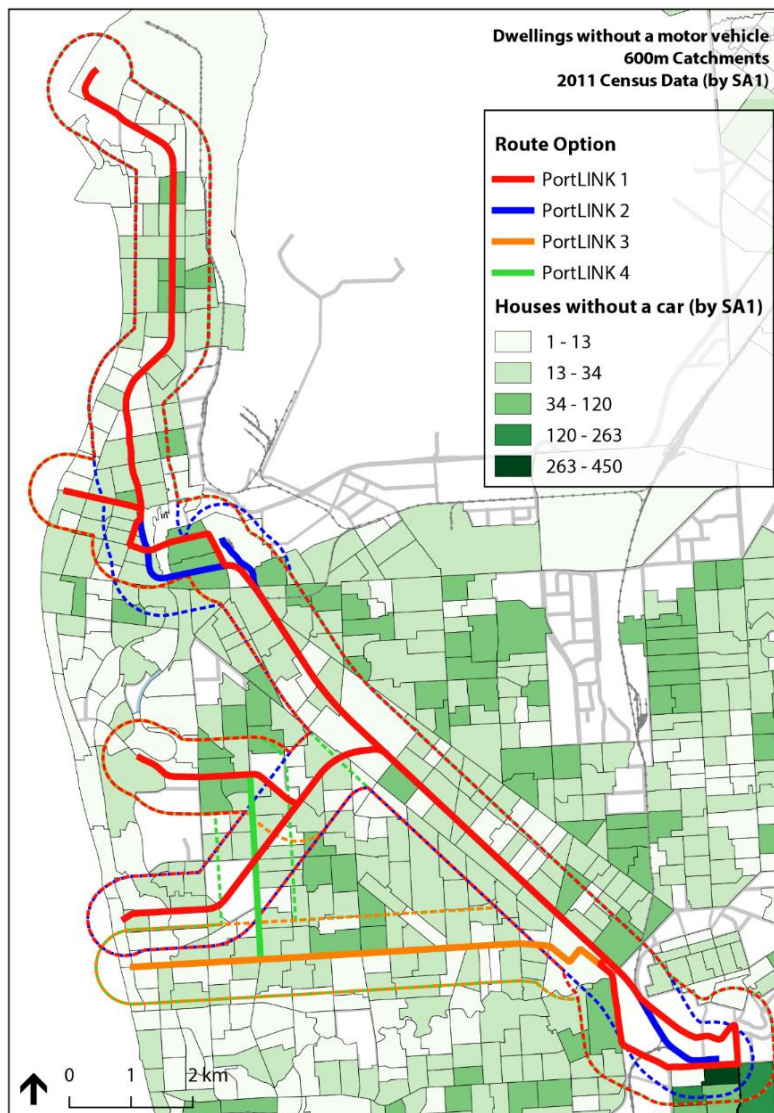 Dwellings without a motor vehicle
600m Catchments
2011 Census Data (by SA1)
Route Option
PortLINK 1
PortLINK 2
PortLINK 3
PortLINK 4
Houses without a car (by SA1)
1 - 13
13 - 34
34 - 120
120 - 263
263 - 450
0 1 2 km